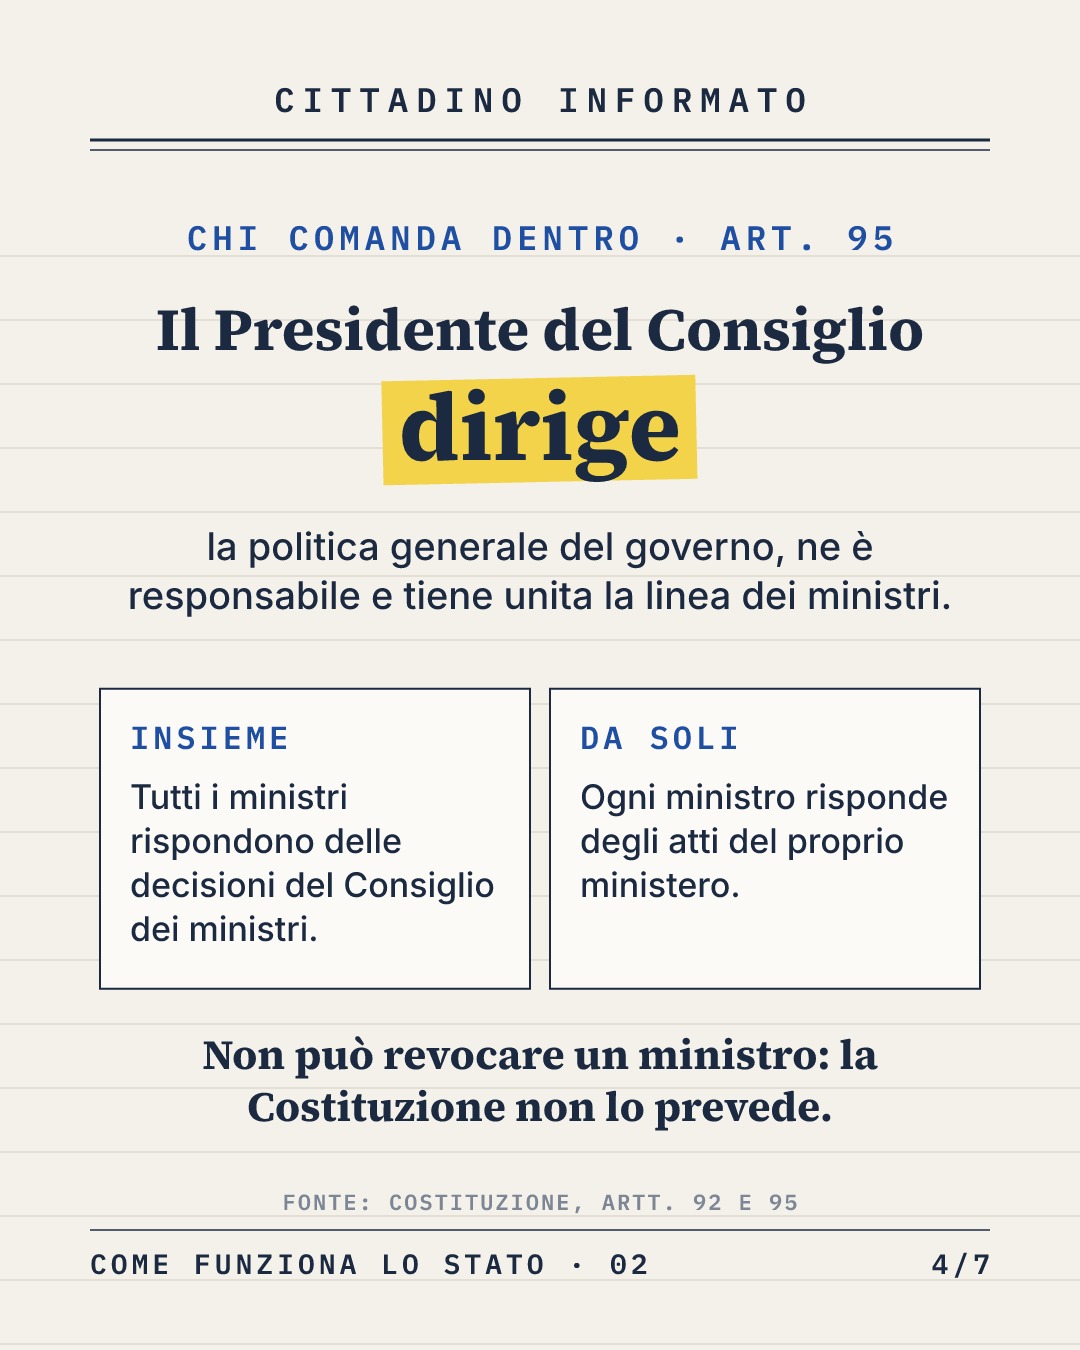 CITTADINO INFORMATO
CHI COMANDA DENTRO · ART. 95
Il Presidente del Consiglio
dirige
la politica generale del governo, ne è
responsabile e tiene unita la linea dei ministri.
INSIEME
Tutti i ministri
rispondono delle
decisioni del Consiglio
dei ministri.
DA SOLI
Ogni ministro risponde
degli atti del proprio
ministero.
Non può revocare un ministro: la
Costituzione non lo prevede.
FONTE: COSTITUZIONE, ARTT. 92 E 95
COME FUNZIONA LO STATO · 02
4/7